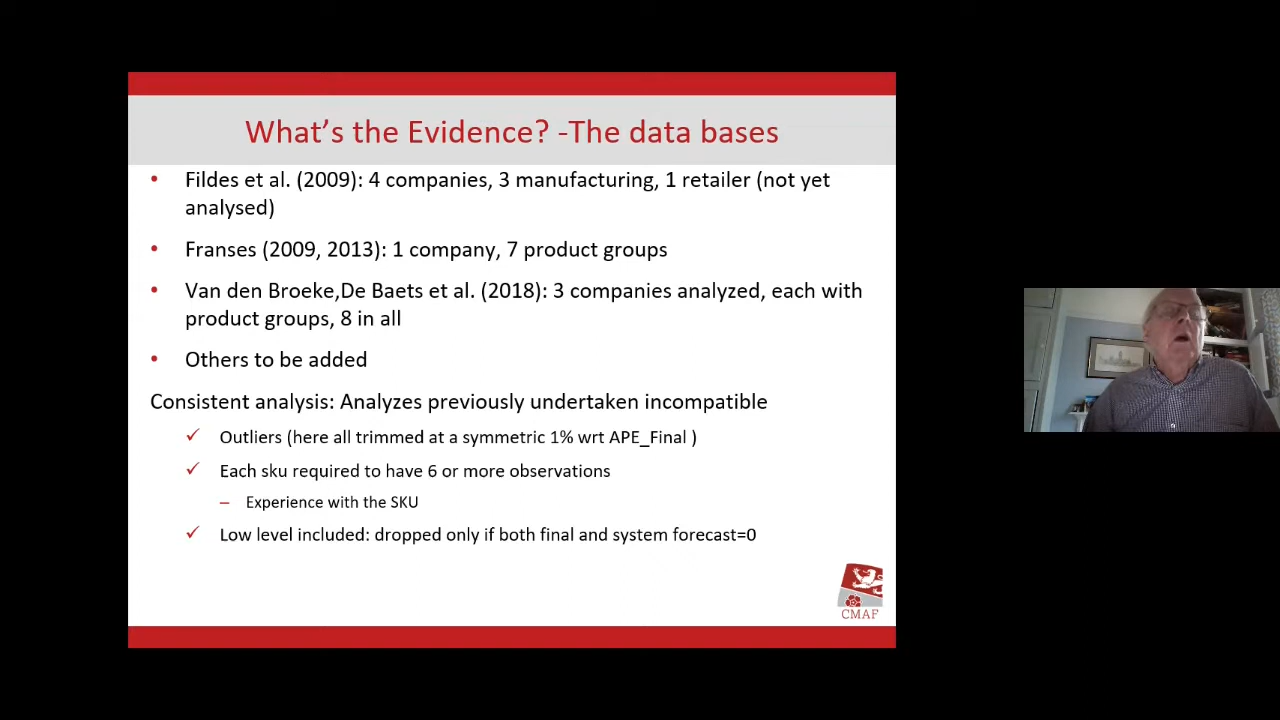 What's the Evidence? -The data bases
• Fildes et al. (2009): 4 companies, 3 manufacturing, 1 retailer (not yet
analysed)
• Franses (2009, 2013): 1 company, 7 product groups
• Van den Broeke,De Baets et al. (2018): 3 companies analyzed, each with
product groups, 8 in all
• Others to be added
Consistent analysis: Analyzes previously undertaken incompatible
✓ Outliers (here all trimmed at a symmetric 1% wrt APE_Final )
✓ Each sku required to have 6 or more observations
– Experience with the SKU
✓ Low level included: dropped only if both final and system forecast=0
CMAF